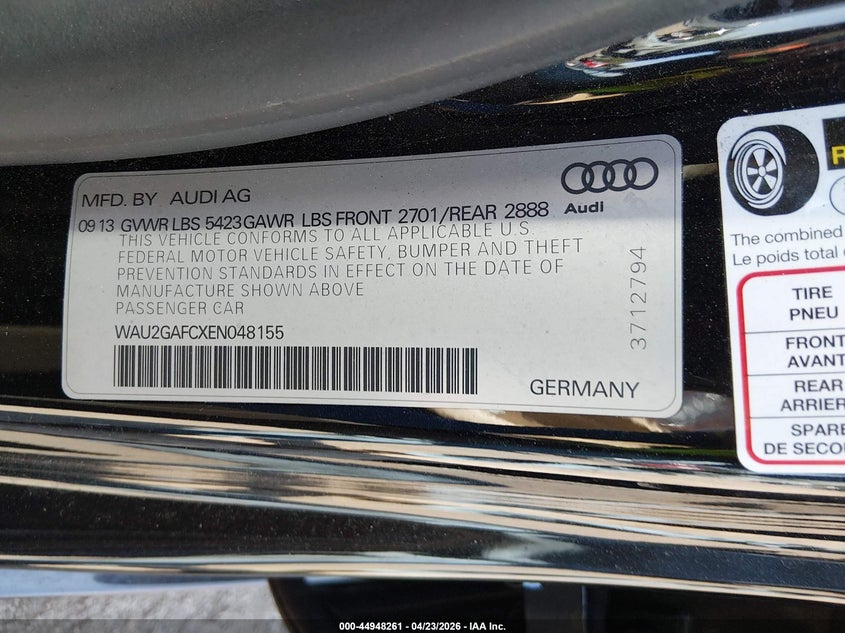 MFD. BY AUDI AG
Audi
09 13 GVWR LBS 5423 GAWR LBS FRONT 2701/REAR 2888
THIS VEHICLE CONFORMS TO ALL APPLICABLE U.S.
FEDERAL MOTOR VEHICLE SAFETY, BUMPER AND THEFT
PREVENTION STANDARDS IN EFFECT ON THE DATE OF
MANUFACTURE SHOWN ABOVE
PASSENGER CAR
WAU2GAFCXEN048155
3712794
GERMANY
The combined
Le poids total
TIRE
PNEU
FRONT
AVANT
REAR
ARRIER
SPARE
DE SECOU
000-44948261 - 04/23/2026 - IAA Inc.